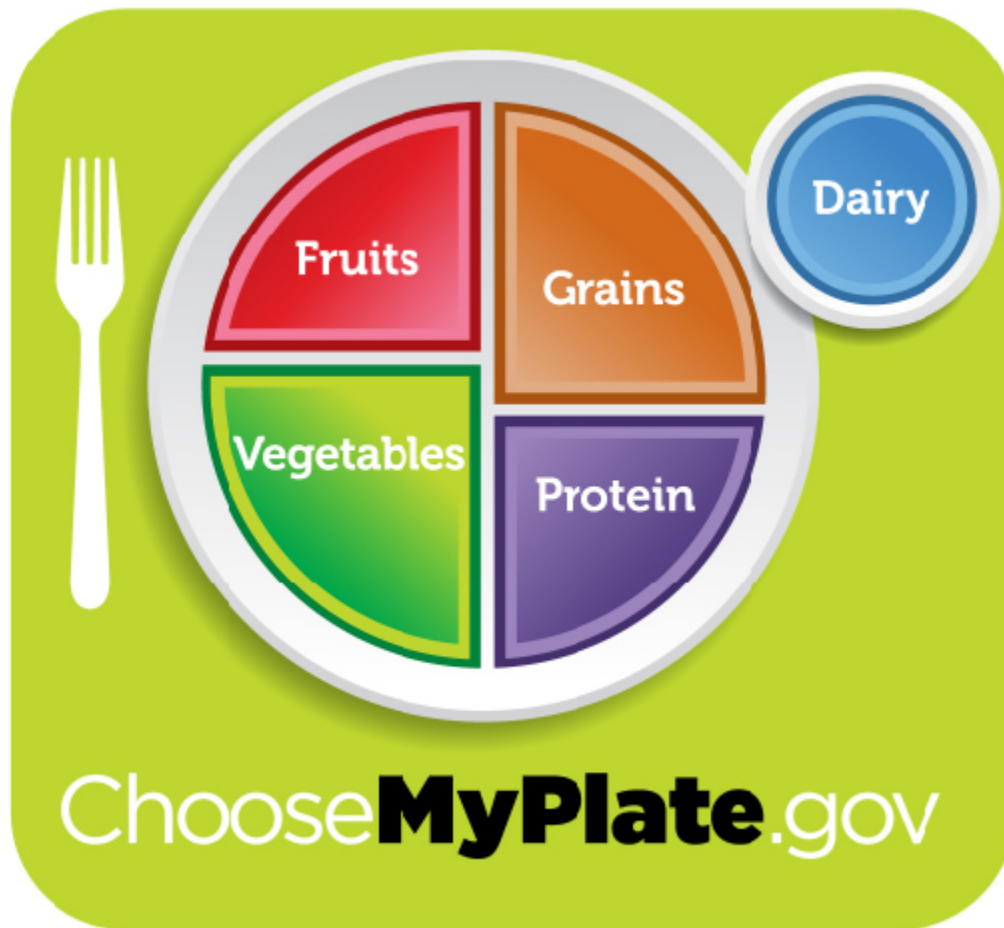 Fruits
Grains
Dairy
Vegetables
Protein
ChooseMyPlate.gov